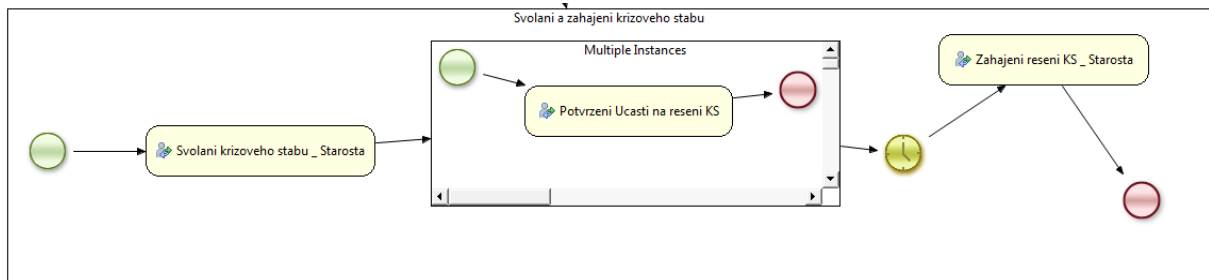 Svolani a zahajeni krizoveho stabu
Multiple Instances
Zahajeni reseni KS _ Starosta
Potvrzeni Ucasti na reseni KS
Svolani krizoveho stabu _ Starosta